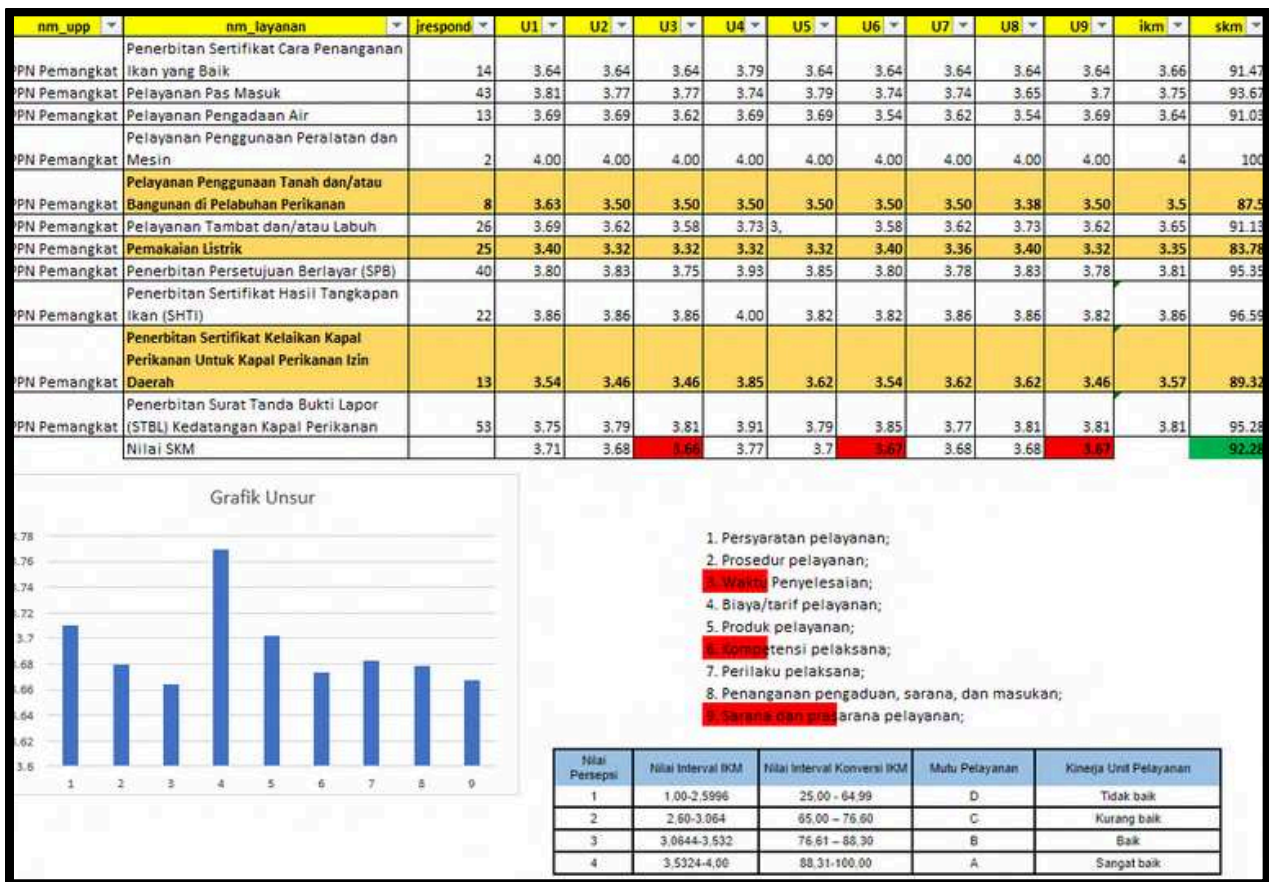 nm_upp nm_layanan jrespond U1 U2 U3 U4 U5 U6 U7 U8 U9 ikm skm
Penerbitan Sertifikat Cara Penanganan
PPN Pemangkat Ikan yang Baik 14 3.64 3.64 3.64 3.79 3.64 3.64 3.64 3.64 3.64 3.66 91.47
PPN Pemangkat Pelayanan Pas Masuk 43 3.81 3.77 3.77 3.74 3.79 3.74 3.74 3.65 3.7 3.75 93.67
PPN Pemangkat Pelayanan Pengadaan Air 13 3.69 3.69 3.62 3.69 3.69 3.54 3.62 3.54 3.69 3.64 91.03
Pelayanan Penggunaan Peralatan dan
PPN Pemangkat Mesin 2 4.00 4.00 4.00 4.00 4.00 4.00 4.00 4.00 4.00 4 100
Pelayanan Penggunaan Tanah dan/atau
PPN Pemangkat Bangunan di Pelabuhan Perikanan 8 3.63 3.50 3.50 3.50 3.50 3.50 3.50 3.38 3.50 3.5 87.5
PPN Pemangkat Pelayanan Tambat dan/atau Labuh 26 3.69 3.62 3.58 3.73 3, 3.58 3.62 3.73 3.62 3.65 91.13
PPN Pemangkat Pemakaian Listrik 25 3.40 3.32 3.32 3.32 3.32 3.40 3.36 3.40 3.32 3.35 83.78
PPN Pemangkat Penerbitan Persetujuan Berlayar (SPB) 40 3.80 3.83 3.75 3.93 3.85 3.80 3.78 3.83 3.78 3.81 95.35
Penerbitan Sertifikat Hasil Tangkapan
PPN Pemangkat Ikan (SHTI) 22 3.86 3.86 3.86 4.00 3.82 3.82 3.86 3.86 3.82 3.86 96.59
Penerbitan Sertifikat Kelaikan Kapal
Perikanan Untuk Kapal Perikanan Izin
PPN Pemangkat Daerah 13 3.54 3.46 3.46 3.85 3.62 3.54 3.62 3.62 3.46 3.57 89.32
Penerbitan Surat Tanda Bukti Lapor
PPN Pemangkat (STBL) Kedatangan Kapal Perikanan 53 3.75 3.79 3.81 3.91 3.79 3.85 3.77 3.81 3.81 3.81 95.28
Nilai SKM 3.71 3.68 3.66 3.77 3.7 3.67 3.68 3.68 3.67 92.28
Grafik Unsur
3.78
3.76
3.74
3.72
3.7
3.68
3.66
3.64
3.62
3.6
1 2 3 4 5 6 7 8 9
1. Persyaratan pelayanan;
2. Prosedur pelayanan;
3. Waktu Penyelesaian;
4. Biaya/tarif pelayanan;
5. Produk pelayanan;
6. Kompetensi pelaksana;
7. Perilaku pelaksana;
8. Penanganan pengaduan, sarana, dan masukan;
9. Sarana dan prasarana pelayanan;
Nilai Persepsi Nilai Interval IKM Nilai Interval Konversi IKM Mutu Pelayanan Kinerja Unit Pelayanan
1 1,00-2,5996 25,00 - 64,99 D Tidak baik
2 2,60-3.064 65,00 – 76.60 C Kurang baik
3 3,0644-3,532 76,61 – 88,30 B Baik
4 3,5324-4,00 88,31-100,00 A Sangat baik